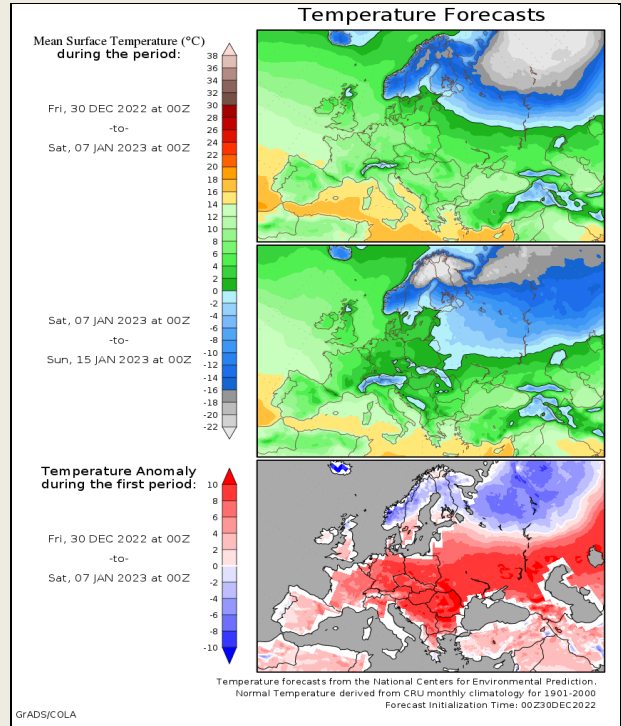 Temperature Forecasts
Mean Surface Temperature (°C)
during the period:
38
36
34
32
30
28
26
24
22
20
18
16
14
12
10
8
6
4
2
0
-2
-4
-6
-8
-10
-12
-14
-16
-18
-20
-22
Fri, 30 DEC 2022 at 00Z
-to-
Sat, 07 JAN 2023 at 00Z
Sat, 07 JAN 2023 at 00Z
-to-
Sun, 15 JAN 2023 at 00Z
Temperature Anomaly
during the first period:
10
8
6
4
2
0
-2
-4
-6
-8
-10
Fri, 30 DEC 2022 at 00Z
-to-
Sat, 07 JAN 2023 at 00Z
Temperature forecasts from the National Centers for Environmental Prediction.
Normal Temperature derived from CRU monthly climatology for 1901-2000
Forecast Initialization Time: 00Z30DEC2022
GrADS/COLA